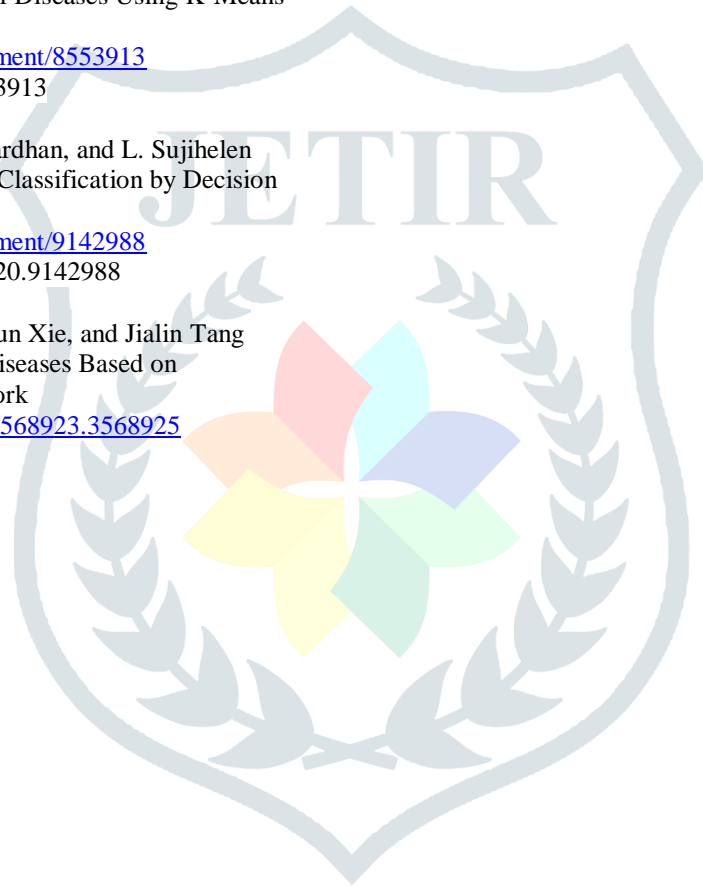 Diseases Using K-Means
ment/8553913
3913
JETIR
ardhan, and L. Sujihelen
Classification by Decision
ment/9142988
20.9142988
un Xie, and Jialin Tang
iseases Based on
ork
568923.3568925